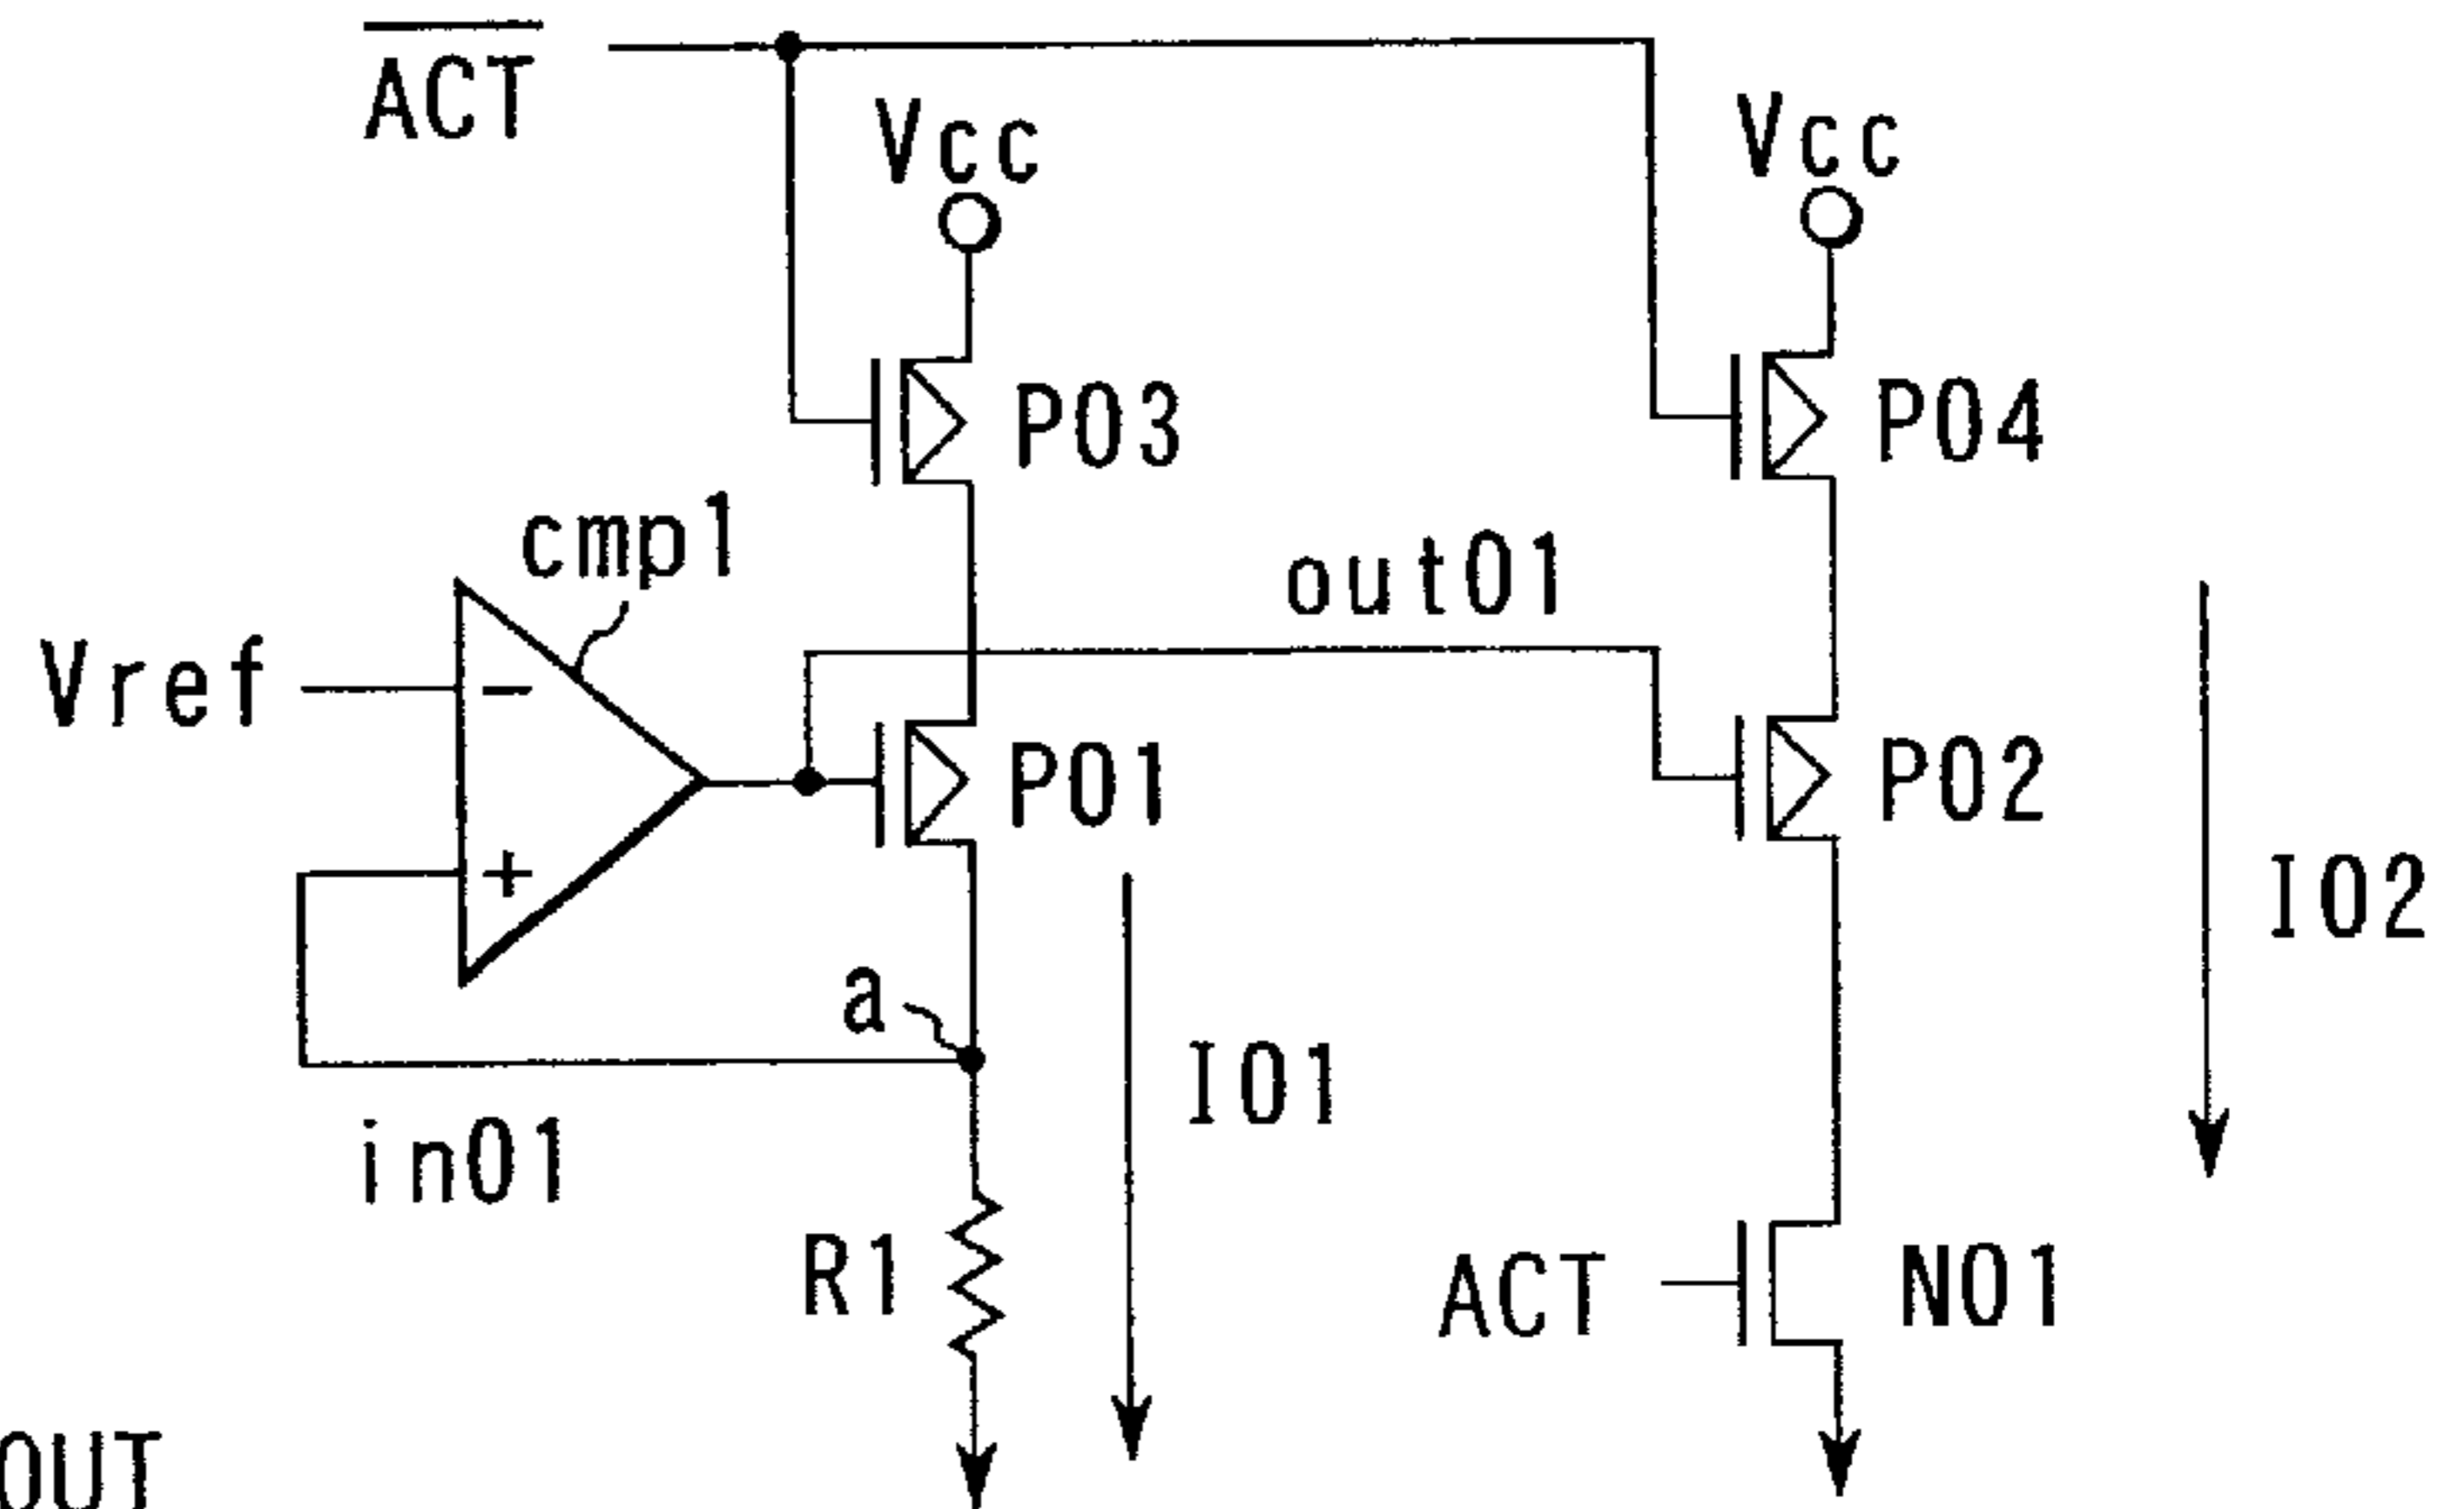 ACT
Vcc
Vcc
P03
P04
cmp1
out01
Vref
−
P01
P02
+
I02
a
I01
in01
R1
ACT
N01
OUT